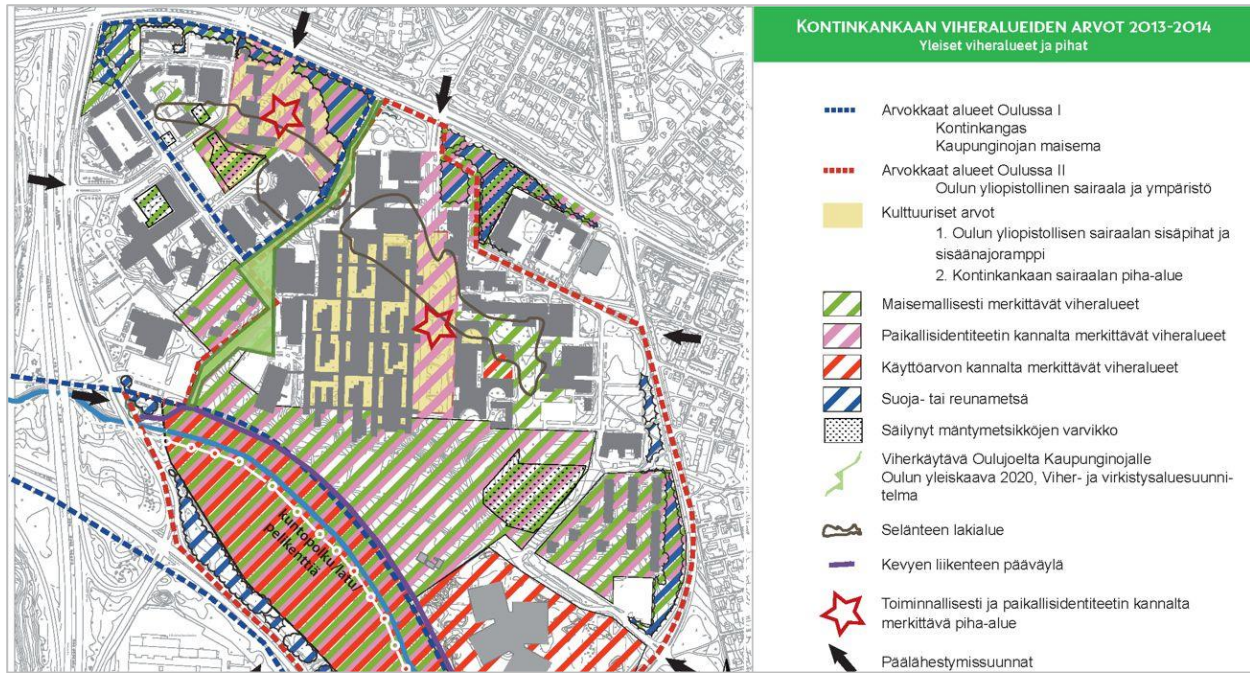 KONTINKANKAAN VIHERALUEIDEN ARVOT 2013-2014
Yleiset viheralueet ja pihat
Arvokkaat alueet Oulussa I
Kontinkangas
Kaupunginojan maisema
Arvokkaat alueet Oulussa II
Oulun yliopistollinen sairaala ja ympäristö
Kulttuuriset arvot
1. Oulun yliopistollisen sairaalan sisäpihat ja
sisäänajoramppi
2. Kontinkankaan sairaalan piha-alue
Maisemallisesti merkittävät viheralueet
Paikallisidentiteetin kannalta merkittävät viheralueet
Käyttöarvon kannalta merkittävät viheralueet
Suoja- tai reunametsä
Säilynyt mäntymetsikköjen varvikko
Viherkäytävä Oulujoelta Kaupunginojalle
Oulun yleiskaava 2020, Viher- ja virkistysaluesuunni-
telma
Selänteen lakialue
Kevyen liikenteen pääväylä
Toiminnallisesti ja paikallisidentiteetin kannalta
merkittävä piha-alue
Päälähestymissuunnat
kuntopolku/latu/
pelikenttä